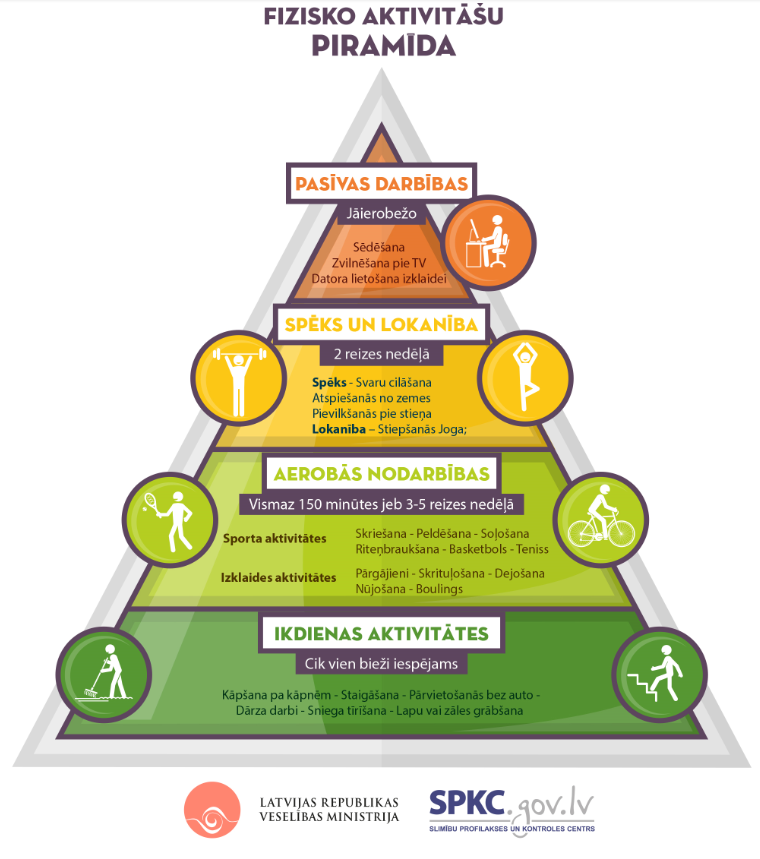 FIZISKO AKTIVITĀŠU
PIRAMĪDA
PASĪVAS DARBĪBAS
Jāierobežo
Sēdēšana
Zvilnēšana pie TV
Datora lietošana izklaidei
SPĒKS UN LOKANĪBA
2 reizes nedēļā
Spēks - Svaru cilāšana
Atspiešanās no zemes
Pievilkšanās pie stieņa
Lokanība – Stiepšanās Joga;
AEROBĀS NODARBĪBAS
Vismaz 150 minūtes jeb 3-5 reizes nedēļā
Sporta aktivitātes
Skriešana - Peldēšana - Soļošana
Riteņbraukšana - Basketbols - Teniss
Izklaides aktivitātes
Pārgājieni - Skrituļošana - Dejošana
Nūjošana - Boulings
IKDIENAS AKTIVITĀTES
Cik vien bieži iespējams
Kāpšana pa kāpnēm - Staigāšana - Pārvietošanās bez auto -
Dārza darbi - Sniega tīrīšana - Lapu vai zāles grābšana
LATVIJAS REPUBLIKAS
VESELĪBAS MINISTRIJA
SPKC.gov.lv
SLIMĪBU PROFILAKSES UN KONTROLES CENTRS